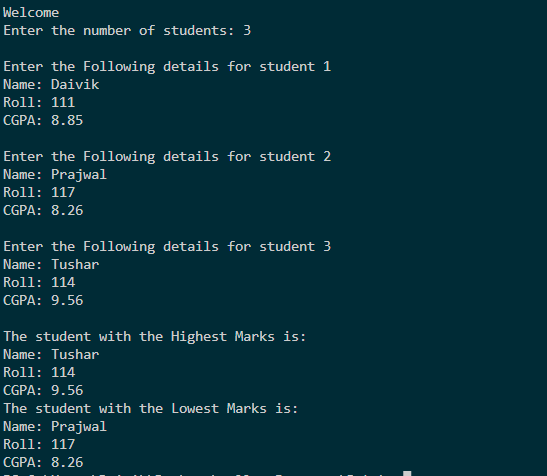 Welcome
Enter the number of students: 3
Enter the Following details for student 1
Name: Daivik
Roll: 111
CGPA: 8.85
Enter the Following details for student 2
Name: Prajwal
Roll: 117
CGPA: 8.26
Enter the Following details for student 3
Name: Tushar
Roll: 114
CGPA: 9.56
The student with the Highest Marks is:
Name: Tushar
Roll: 114
CGPA: 9.56
The student with the Lowest Marks is:
Name: Prajwal
Roll: 117
CGPA: 8.26